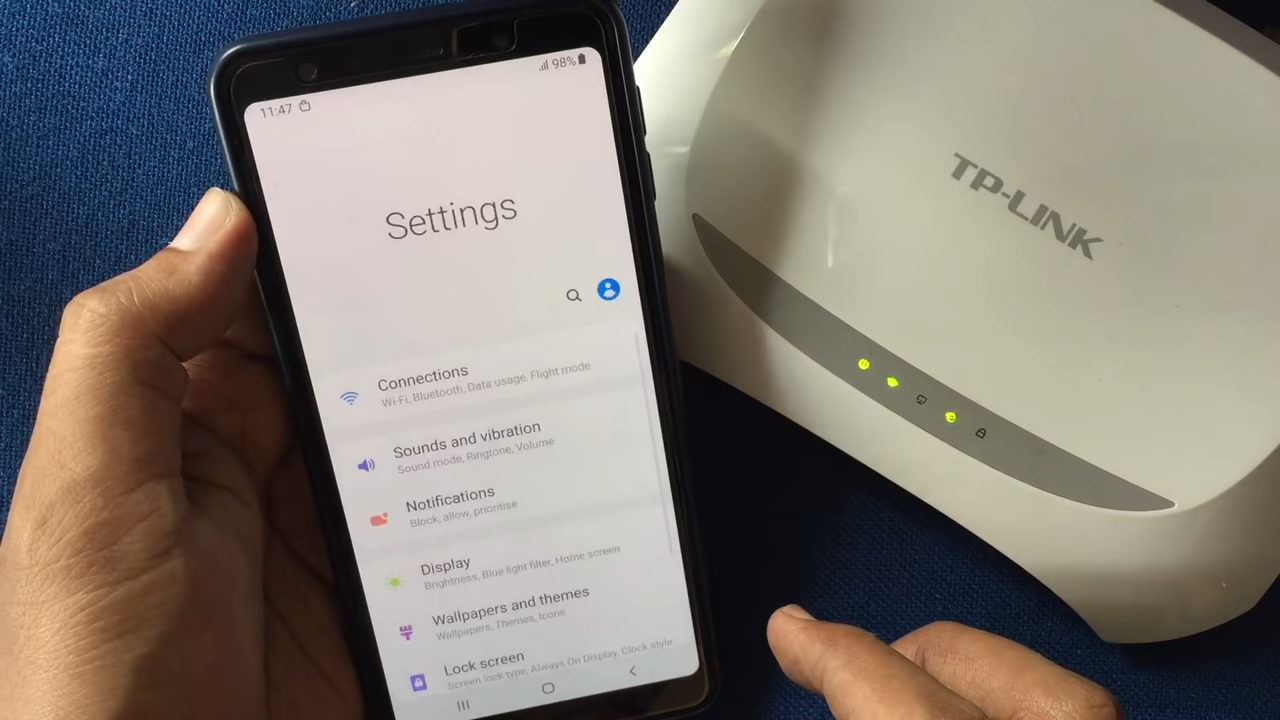 11:47
98%
Settings
Connections
Wi-Fi, Bluetooth, Data usage, Flight mode
Sounds and vibration
Sound mode, Ringtone, Volume
Notifications
Block, allow, prioritise
Display
Brightness, Blue light filter, Home screen
Wallpapers and themes
Wallpapers, Themes, Icons
Lock screen
Screen lock type, Always On Display, Clock style
TP-LINK